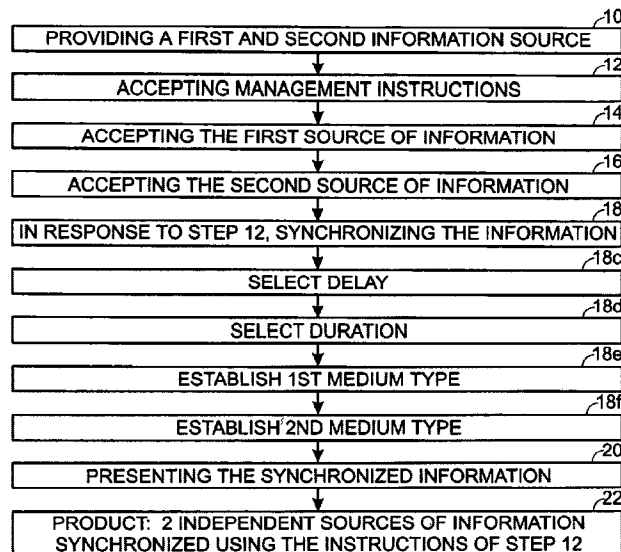 10
PROVIDING A FIRST AND SECOND INFORMATION SOURCE
12
ACCEPTING MANAGEMENT INSTRUCTIONS
14
ACCEPTING THE FIRST SOURCE OF INFORMATION
16
ACCEPTING THE SECOND SOURCE OF INFORMATION
18
IN RESPONSE TO STEP 12, SYNCHRONIZING THE INFORMATION
18c
SELECT DELAY
18d
SELECT DURATION
18e
ESTABLISH 1ST MEDIUM TYPE
18f
ESTABLISH 2ND MEDIUM TYPE
20
PRESENTING THE SYNCHRONIZED INFORMATION
22
PRODUCT: 2 INDEPENDENT SOURCES OF INFORMATION
SYNCHRONIZED USING THE INSTRUCTIONS OF STEP 12